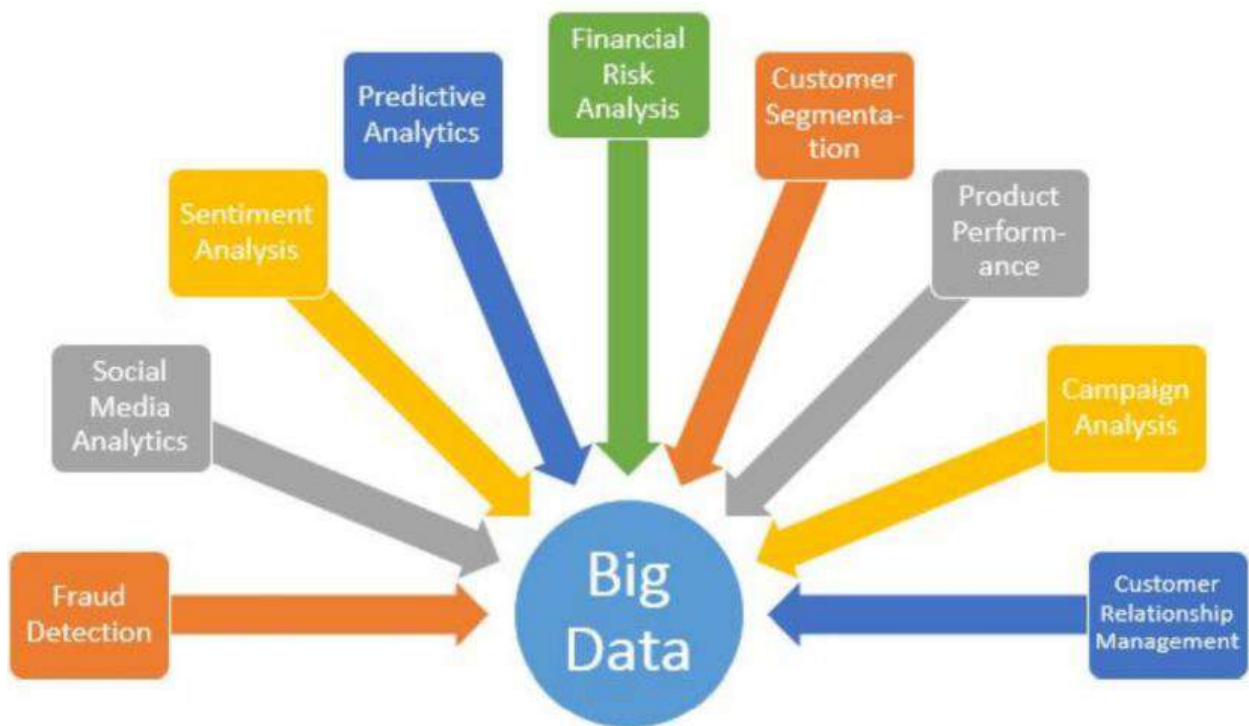 Financial
Risk
Analysis
Predictive
Analytics
Customer
Segmenta-
tion
Sentiment
Analysis
Product
Perform-
ance
Social
Media
Analytics
Campaign
Analysis
Fraud
Detection
Big
Data
Customer
Relationship
Management